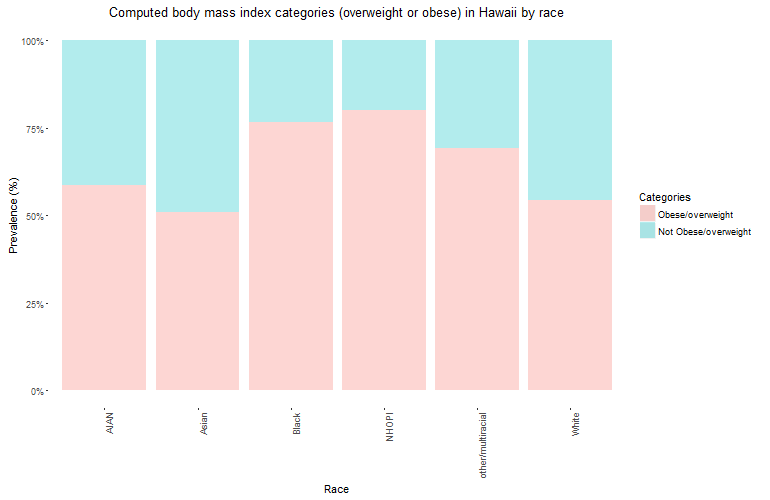 Computed body mass index categories (overweight or obese) in Hawaii by race
100%
75%
50%
25%
0%
Prevalence (%)
AIAN
Asian
Black
NHOPI
other/multiracial
White
Race
Categories
Obese/overweight
Not Obese/overweight